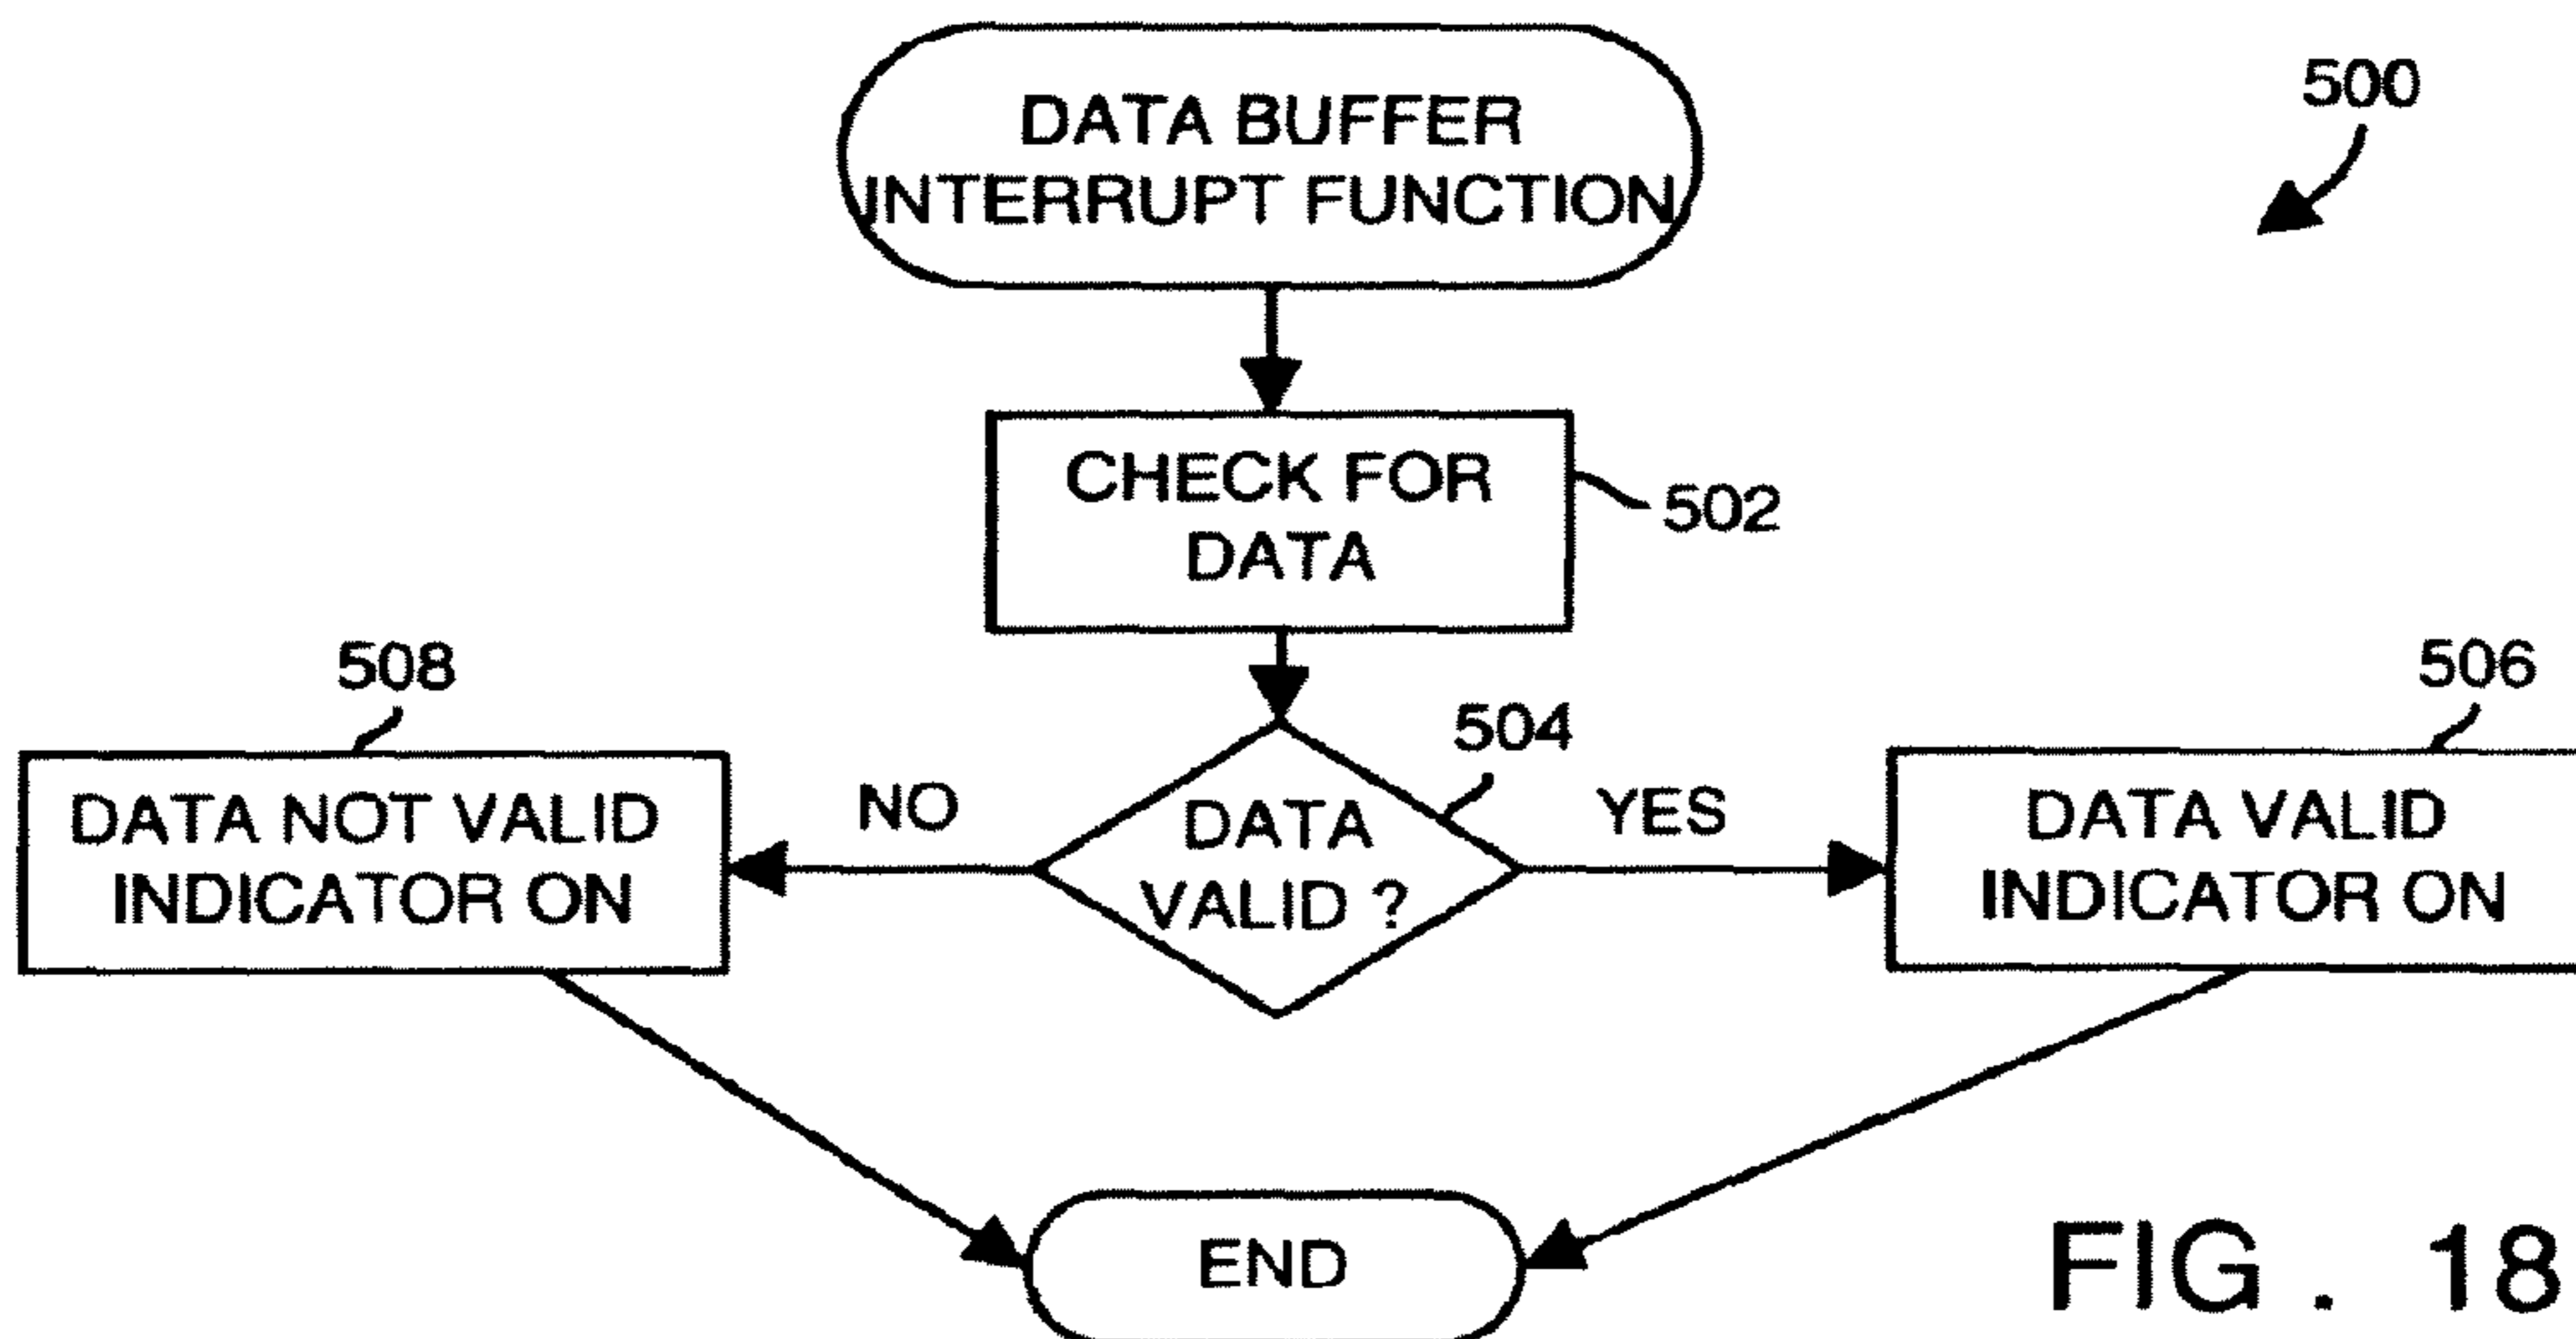 DATA BUFFER
INTERRUPT FUNCTION
500
CHECK FOR
DATA
502
508
504
506
DATA NOT VALID
INDICATOR ON
NO
DATA
VALID ?
YES
DATA VALID
INDICATOR ON
END
FIG . 18